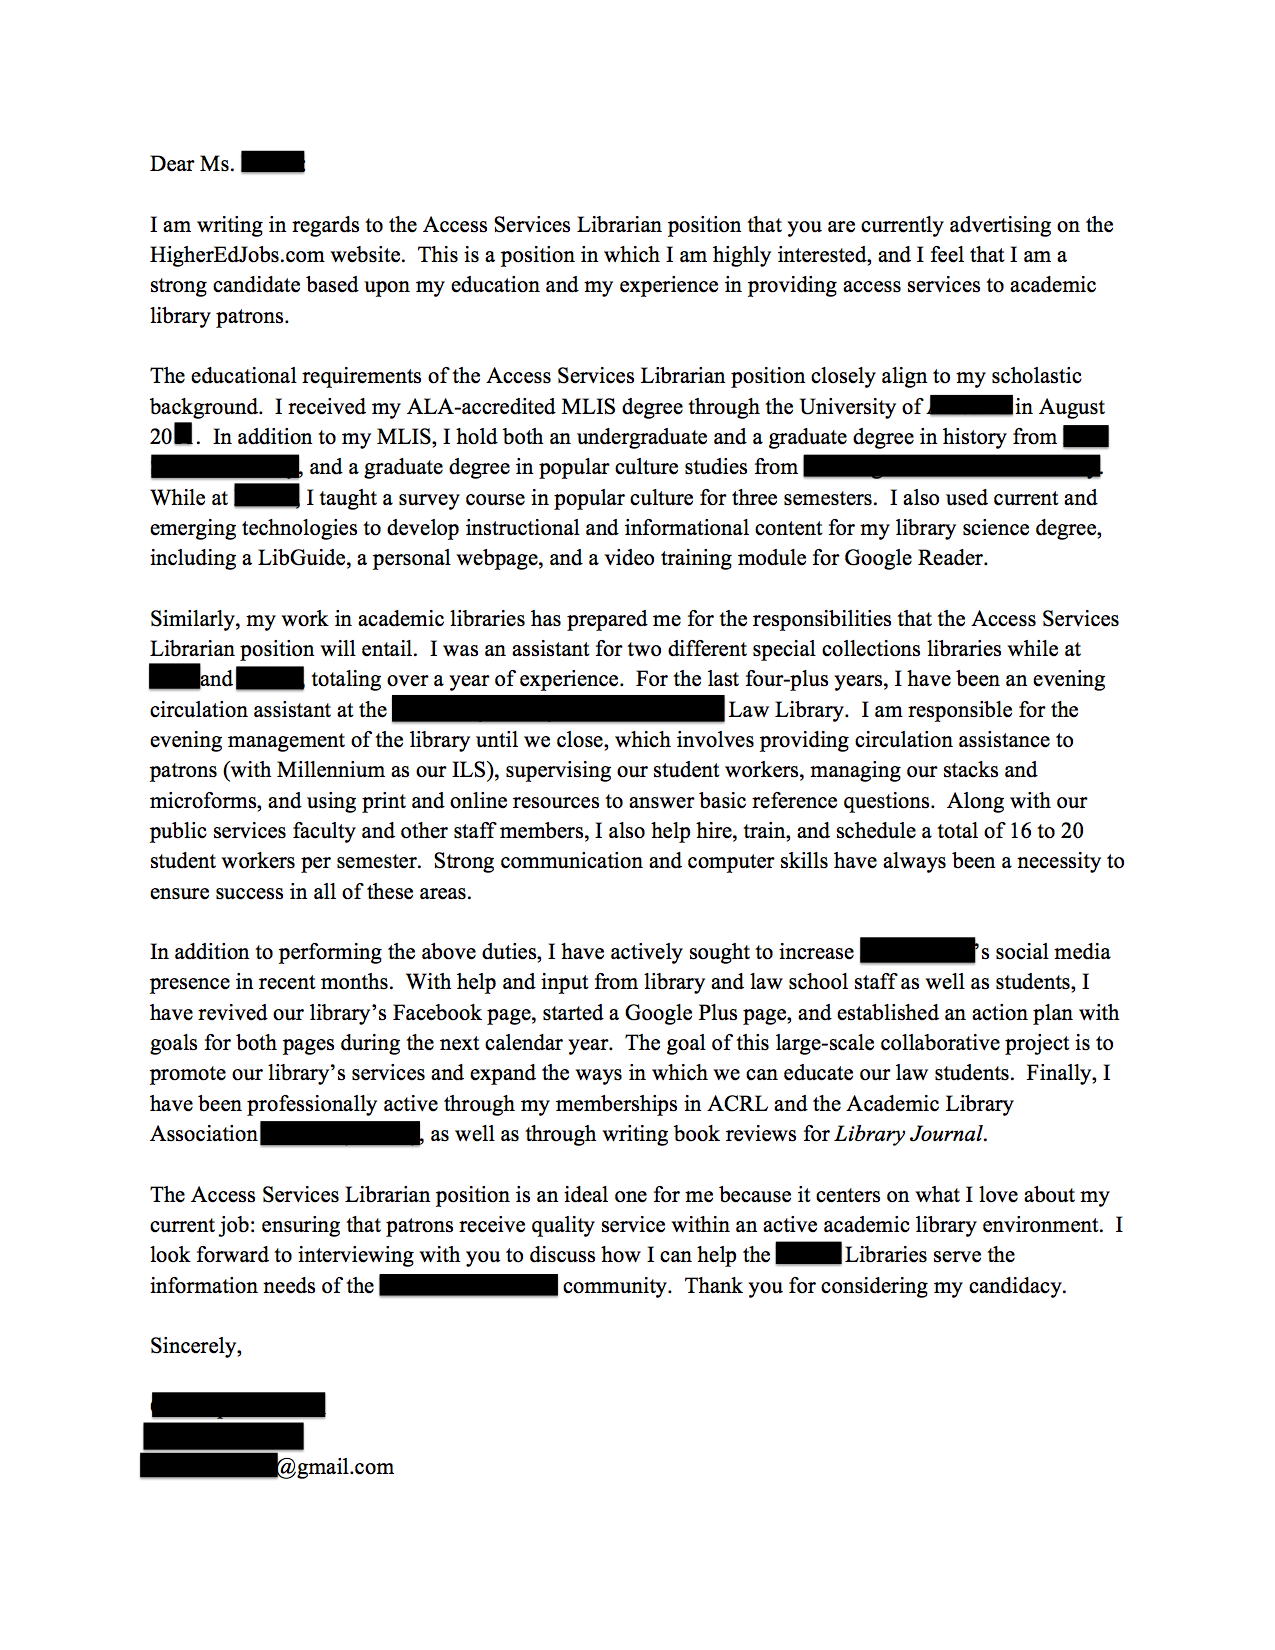 Dear Ms.
I am writing in regards to the Access Services Librarian position that you are currently advertising on the
HigherEdJobs.com website.  This is a position in which I am highly interested, and I feel that I am a
strong candidate based upon my education and my experience in providing access services to academic
library patrons.
The educational requirements of the Access Services Librarian position closely align to my scholastic
background.  I received my ALA-accredited MLIS degree through the University of in August
20 .  In addition to my MLIS, I hold both an undergraduate and a graduate degree in history from
, and a graduate degree in popular culture studies from .
While at , I taught a survey course in popular culture for three semesters.  I also used current and
emerging technologies to develop instructional and informational content for my library science degree,
including a LibGuide, a personal webpage, and a video training module for Google Reader.
Similarly, my work in academic libraries has prepared me for the responsibilities that the Access Services
Librarian position will entail.  I was an assistant for two different special collections libraries while at
and , totaling over a year of experience.  For the last four-plus years, I have been an evening
circulation assistant at the Law Library.  I am responsible for the
evening management of the library until we close, which involves providing circulation assistance to
patrons (with Millennium as our ILS), supervising our student workers, managing our stacks and
microforms, and using print and online resources to answer basic reference questions.  Along with our
public services faculty and other staff members, I also help hire, train, and schedule a total of 16 to 20
student workers per semester.  Strong communication and computer skills have always been a necessity to
ensure success in all of these areas.
In addition to performing the above duties, I have actively sought to increase 's social media
presence in recent months.  With help and input from library and law school staff as well as students, I
have revived our library's Facebook page, started a Google Plus page, and established an action plan with
goals for both pages during the next calendar year.  The goal of this large-scale collaborative project is to
promote our library's services and expand the ways in which we can educate our law students.  Finally, I
have been professionally active through my memberships in ACRL and the Academic Library
Association , as well as through writing book reviews for Library Journal.
The Access Services Librarian position is an ideal one for me because it centers on what I love about my
current job: ensuring that patrons receive quality service within an active academic library environment.  I
look forward to interviewing with you to discuss how I can help the Libraries serve the
information needs of the community.  Thank you for considering my candidacy.
Sincerely,
@gmail.com